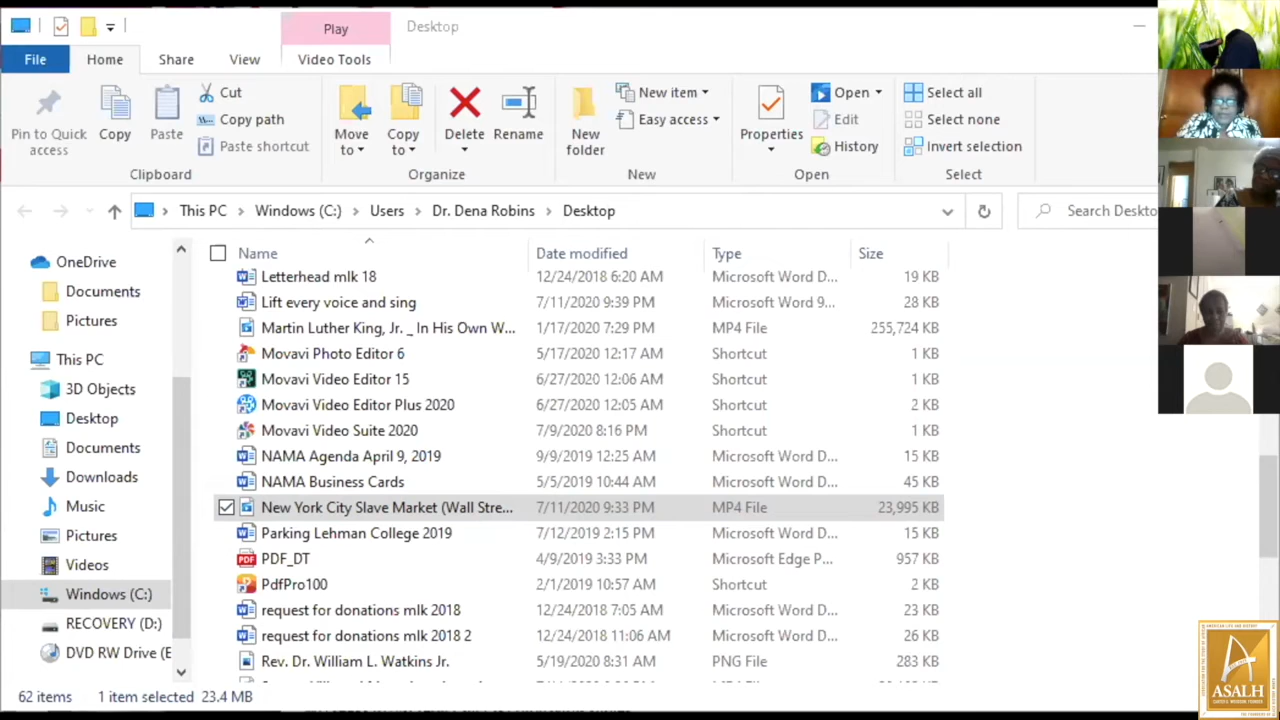 Play
Desktop
File
Home
Share
View
Video Tools
Pin to Quick access
Copy
Paste
Cut
Copy path
Paste shortcut
Clipboard
Move to
Copy to
Delete
Rename
Organize
New folder
New item
Easy access
New
Properties
Open
Edit
History
Open
Select all
Select none
Invert selection
Select
This PC > Windows (C:) > Users > Dr. Dena Robins > Desktop
Search Deskto
Name Date modified Type Size
OneDrive
Documents
Pictures
This PC
3D Objects
Desktop
Documents
Downloads
Music
Pictures
Videos
Windows (C:)
RECOVERY (D:)
DVD RW Drive (E
Letterhead mlk 18 12/24/2018 6:20 AM Microsoft Word D... 19 KB
Lift every voice and sing 7/11/2020 9:39 PM Microsoft Word 9... 28 KB
Martin Luther King, Jr. _ In His Own W... 1/17/2020 7:29 PM MP4 File 255,724 KB
Movavi Photo Editor 6 5/17/2020 12:17 AM Shortcut 1 KB
Movavi Video Editor 15 6/27/2020 12:06 AM Shortcut 1 KB
Movavi Video Editor Plus 2020 6/27/2020 12:05 AM Shortcut 2 KB
Movavi Video Suite 2020 7/9/2020 8:16 PM Shortcut 1 KB
NAMA Agenda April 9, 2019 9/9/2019 12:25 AM Microsoft Word D... 15 KB
NAMA Business Cards 5/5/2019 10:44 AM Microsoft Word D... 45 KB
New York City Slave Market (Wall Stre... 7/11/2020 9:33 PM MP4 File 23,995 KB
Parking Lehman College 2019 7/12/2019 2:15 PM Microsoft Word D... 15 KB
PDF_DT 4/9/2019 3:33 PM Microsoft Edge P... 957 KB
PdfPro100 2/1/2019 10:57 AM Shortcut 2 KB
request for donations mlk 2018 12/24/2018 7:05 AM Microsoft Word D... 23 KB
request for donations mlk 2018 2 12/24/2018 11:06 AM Microsoft Word D... 26 KB
Rev. Dr. William L. Watkins Jr. 5/19/2020 8:31 AM PNG File 283 KB
62 items 1 item selected 23.4 MB
ASALH